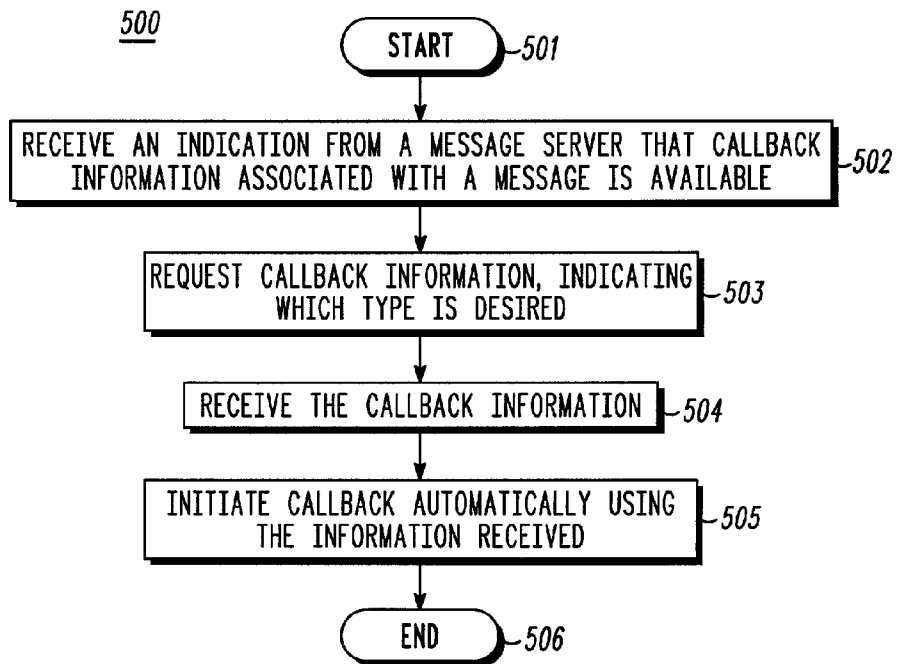 500
START
501
RECEIVE AN INDICATION FROM A MESSAGE SERVER THAT CALLBACK
INFORMATION ASSOCIATED WITH A MESSAGE IS AVAILABLE
502
REQUEST CALLBACK INFORMATION, INDICATING
WHICH TYPE IS DESIRED
503
RECEIVE THE CALLBACK INFORMATION
504
INITIATE CALLBACK AUTOMATICALLY USING
THE INFORMATION RECEIVED
505
END
506